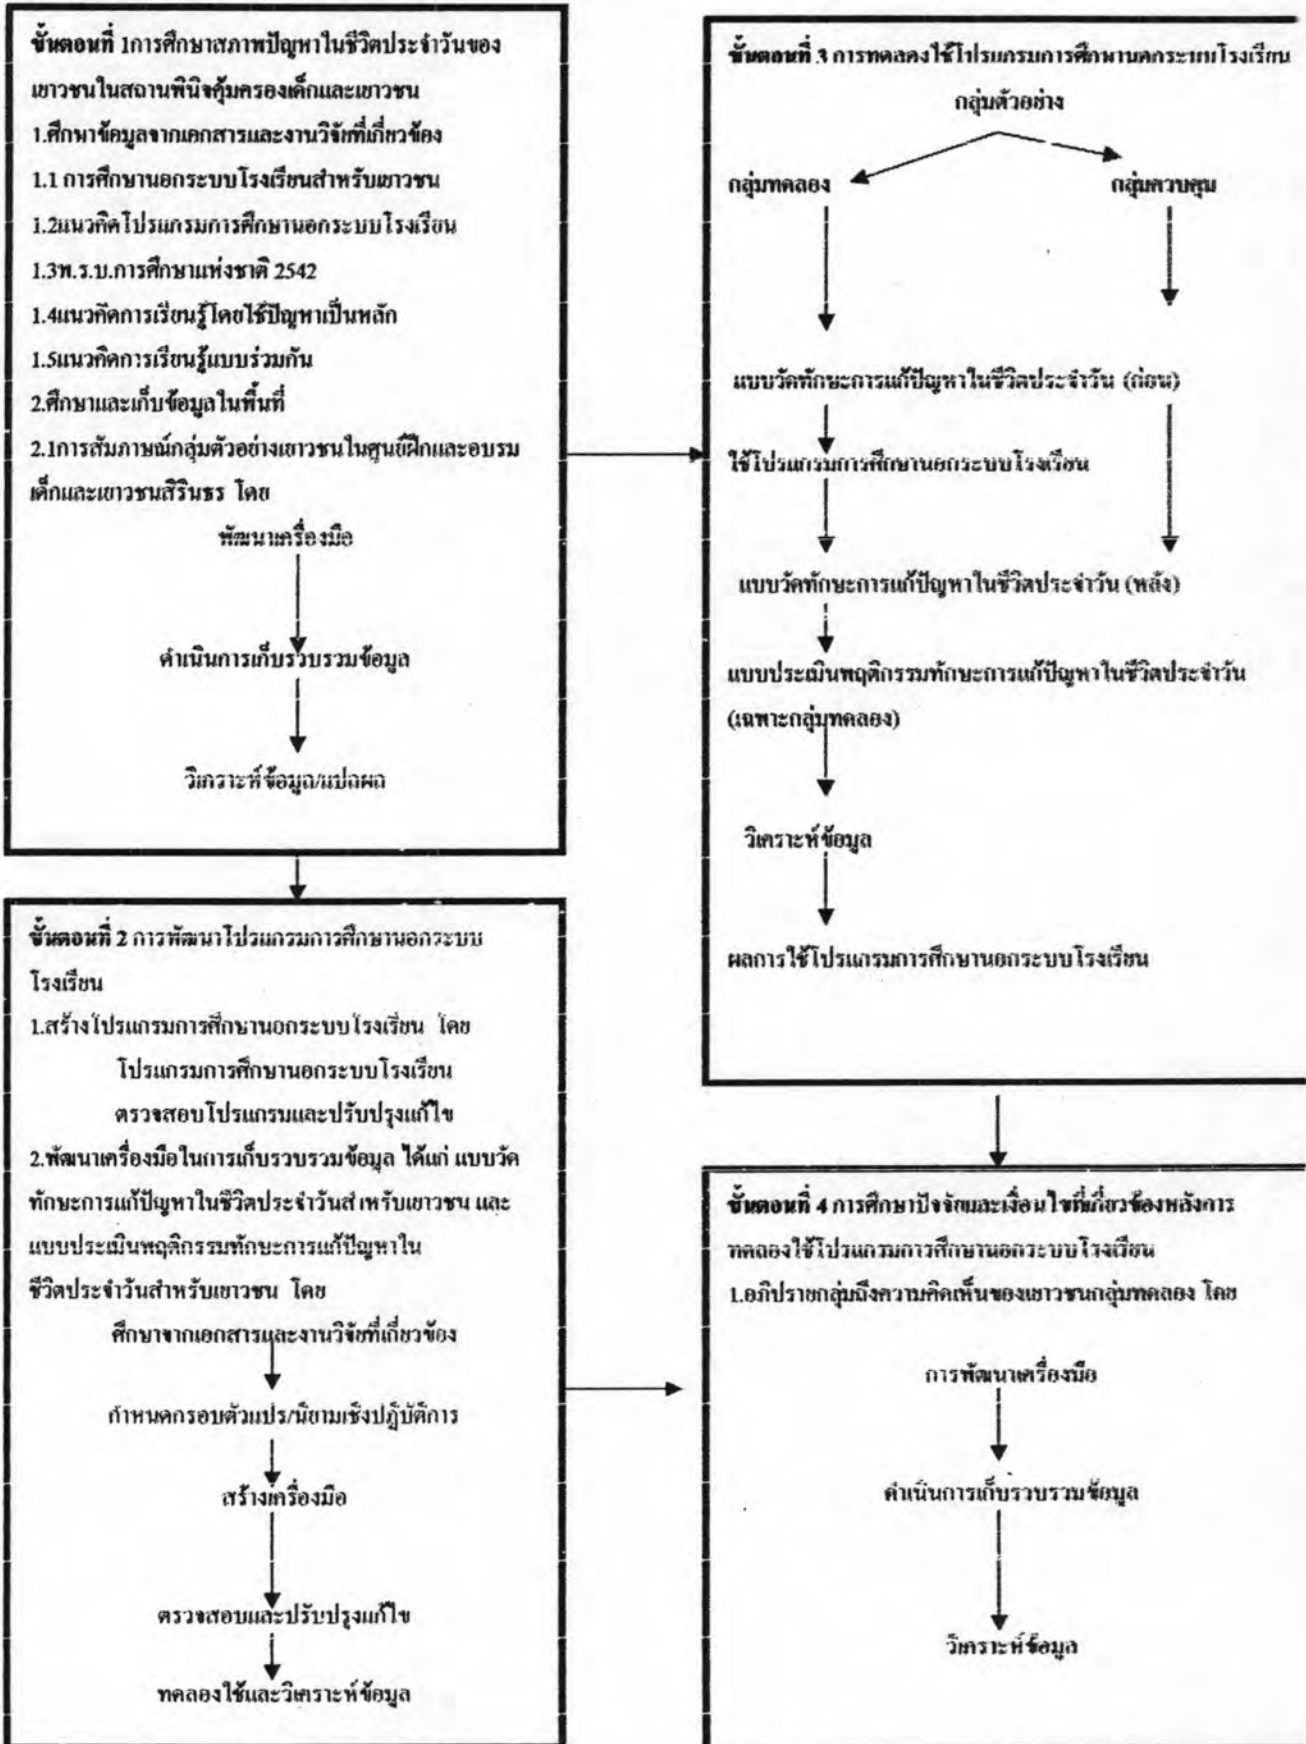 ขั้นตอนที่ 1การศึกษาสภาพปัญหาในชีวิตประจำวันของ
เยาวชนในสถานพินิจคุ้มครองเด็กและเยาวชน
1.ศึกษาข้อมูลจากเอกสารและงานวิจัยที่เกี่ยวข้อง
1.1 การศึกษานอกระบบโรงเรียนสำหรับเยาวชน
1.2แนวคิดโปรแกรมการศึกษานอกระบบโรงเรียน
1.3พ.ร.บ.การศึกษาแห่งชาติ 2542
1.4แนวคิดการเรียนรู้โดยใช้ปัญหาเป็นหลัก
1.5แนวคิดการเรียนรู้แบบร่วมกัน
2.ศึกษาและเก็บข้อมูลในพื้นที่
2.1การสัมภาษณ์กลุ่มตัวอย่างเยาวชนในศูนย์ฝึกและอบรม
เด็กและเยาวชนสิรินธร โดย
พัฒนาเครื่องมือ
ดำเนินการเก็บรวบรวมข้อมูล
วิเคราะห์ข้อมูล/แปลผล
ขั้นตอนที่ 2 การพัฒนาโปรแกรมการศึกษานอกระบบ
โรงเรียน
1.สร้างโปรแกรมการศึกษานอกระบบโรงเรียน โดย
โปรแกรมการศึกษานอกระบบโรงเรียน
ตรวจสอบโปรแกรมและปรับปรุงแก้ไข
2.พัฒนาเครื่องมือในการเก็บรวบรวมข้อมูล ได้แก่ แบบวัด
ทักษะการแก้ปัญหาในชีวิตประจำวันสำหรับเยาวชน และ
แบบประเมินพฤติกรรมทักษะการแก้ปัญหาใน
ชีวิตประจำวันสำหรับเยาวชน โดย
ศึกษาจากเอกสารและงานวิจัยที่เกี่ยวข้อง
กำหนดกรอบตัวแปร/นิยามเชิงปฏิบัติการ
สร้างเครื่องมือ
ตรวจสอบและปรับปรุงแก้ไข
ทดลองใช้และวิเคราะห์ข้อมูล
ขั้นตอนที่ 3 การทดลองใช้โปรแกรมการศึกษานอกระบบโรงเรียน
กลุ่มตัวอย่าง
กลุ่มทดลอง กลุ่มควบคุม
แบบวัดทักษะการแก้ปัญหาในชีวิตประจำวัน (ก่อน)
ใช้โปรแกรมการศึกษานอกระบบโรงเรียน
แบบวัดทักษะการแก้ปัญหาในชีวิตประจำวัน (หลัง)
แบบประเมินพฤติกรรมทักษะการแก้ปัญหาในชีวิตประจำวัน
(เฉพาะกลุ่มทดลอง)
วิเคราะห์ข้อมูล
ผลการใช้โปรแกรมการศึกษานอกระบบโรงเรียน
ขั้นตอนที่ 4 การศึกษาปัจจัยและเงื่อนไขที่เกี่ยวข้องหลังการ
ทดลองใช้โปรแกรมการศึกษานอกระบบโรงเรียน
1.อภิปรายกลุ่มถึงความคิดเห็นของเยาวชนกลุ่มทดลอง โดย
การพัฒนาเครื่องมือ
ดำเนินการเก็บรวบรวมข้อมูล
วิเคราะห์ข้อมูล